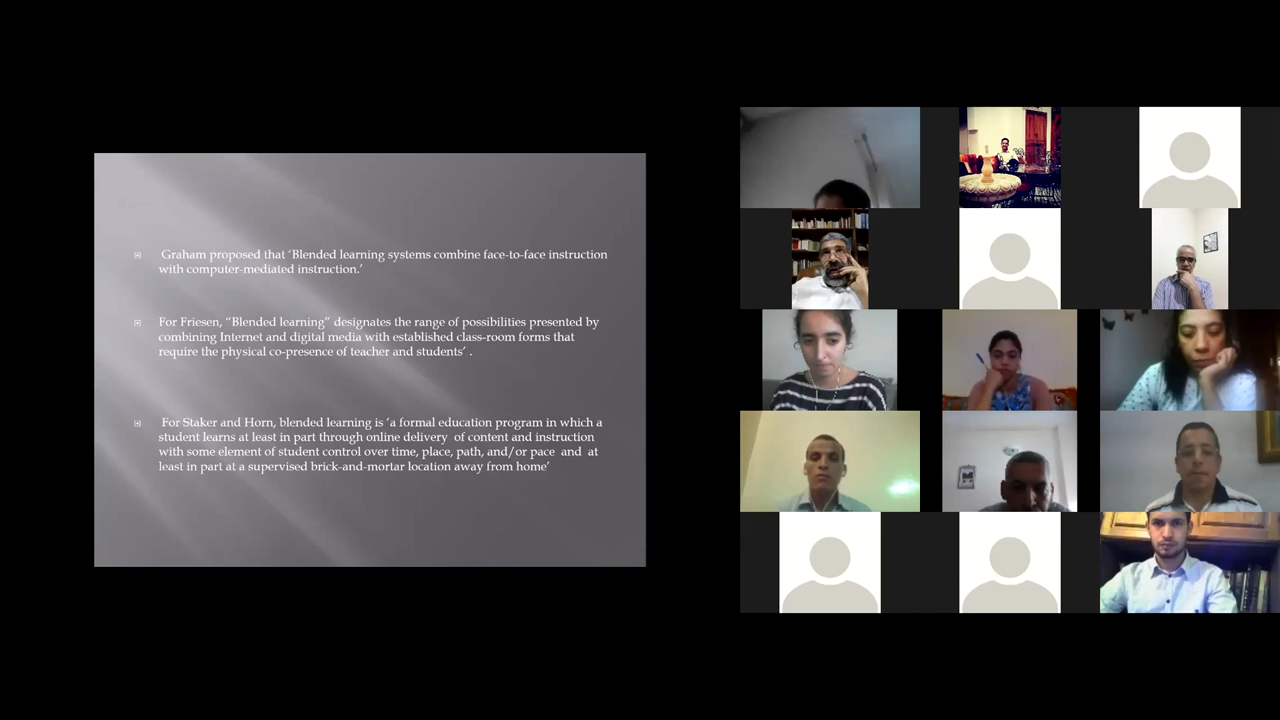 Graham proposed that ‘Blended learning systems combine face-to-face instruction
with computer-mediated instruction.’
For Friesen, “Blended learning” designates the range of possibilities presented by
combining Internet and digital media with established class-room forms that
require the physical co-presence of teacher and students’ .
For Staker and Horn, blended learning is ‘a formal education program in which a
student learns at least in part through online delivery of content and instruction
with some element of student control over time, place, path, and/or pace and at
least in part at a supervised brick-and-mortar location away from home’